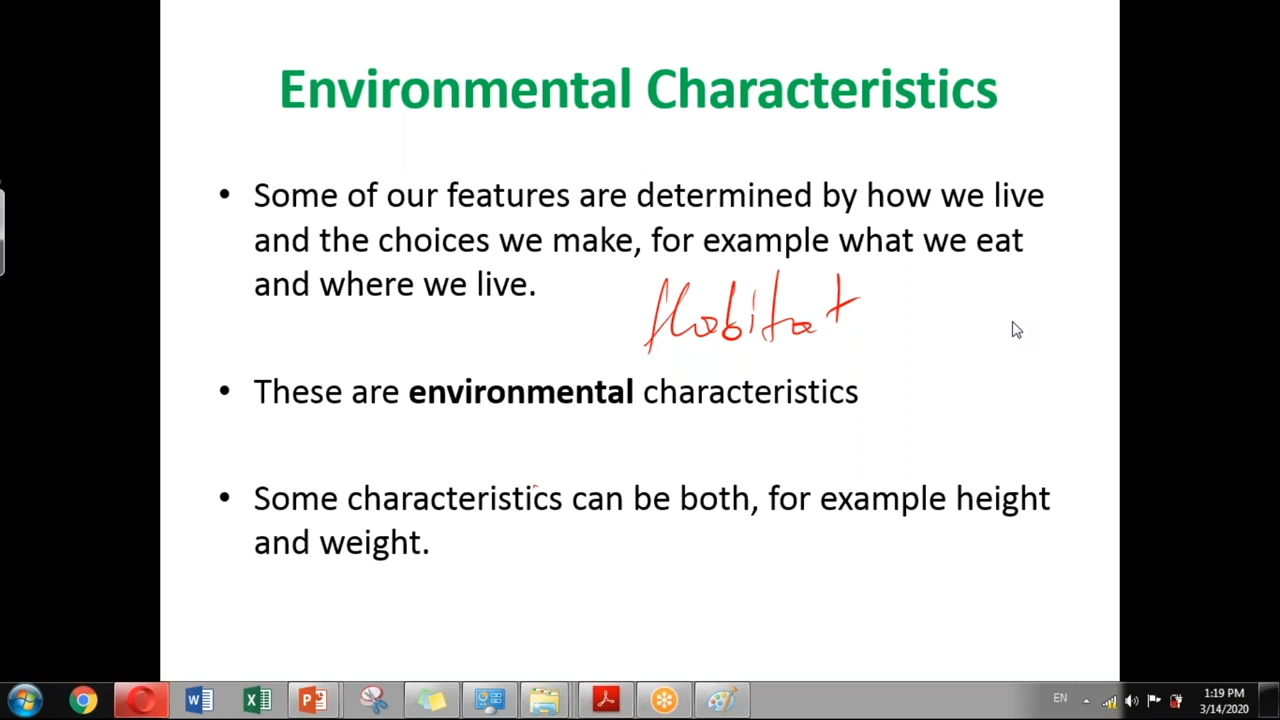 Environmental Characteristics
• Some of our features are determined by how we live
and the choices we make, for example what we eat
and where we live.
Habitat
• These are environmental characteristics
• Some characteristics can be both, for example height
and weight.
EN
1:19 PM
3/14/2020